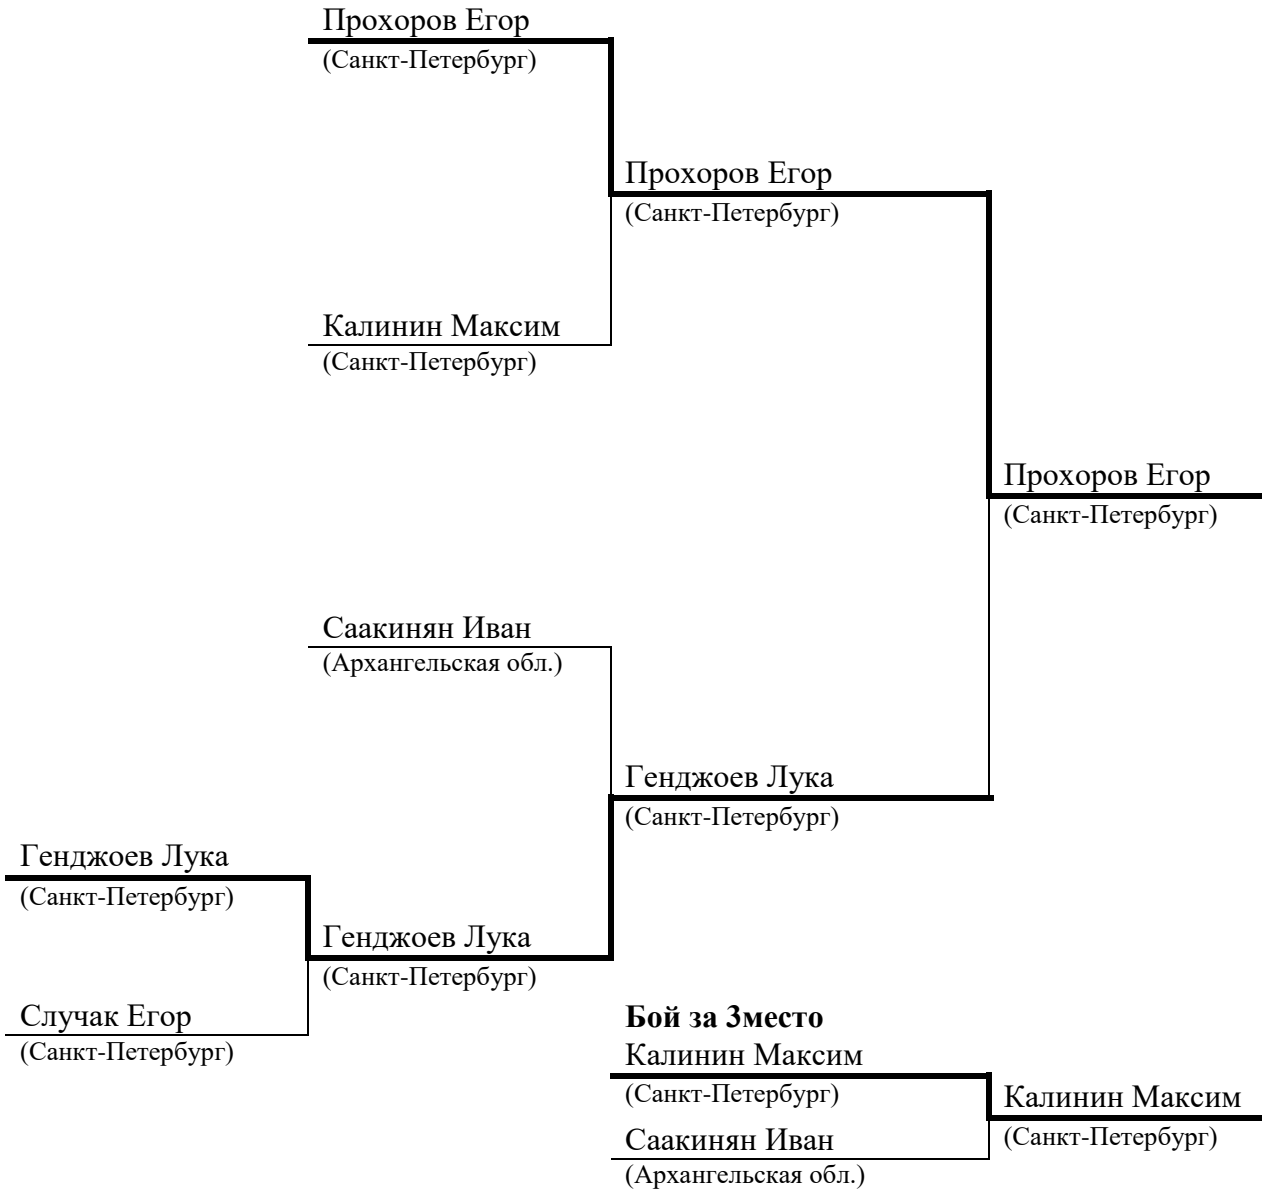 Прохоров Егор
(Санкт-Петербург)
Прохоров Егор
(Санкт-Петербург)
Калинин Максим
(Санкт-Петербург)
Прохоров Егор
(Санкт-Петербург)
Саакинян Иван
(Архангельская обл.)
Генджоев Лука
(Санкт-Петербург)
Генджоев Лука
(Санкт-Петербург)
Генджоев Лука
(Санкт-Петербург)
Случак Егор
(Санкт-Петербург)
Бой за 3место
Калинин Максим
(Санкт-Петербург)
Калинин Максим
(Санкт-Петербург)
Саакинян Иван
(Архангельская обл.)